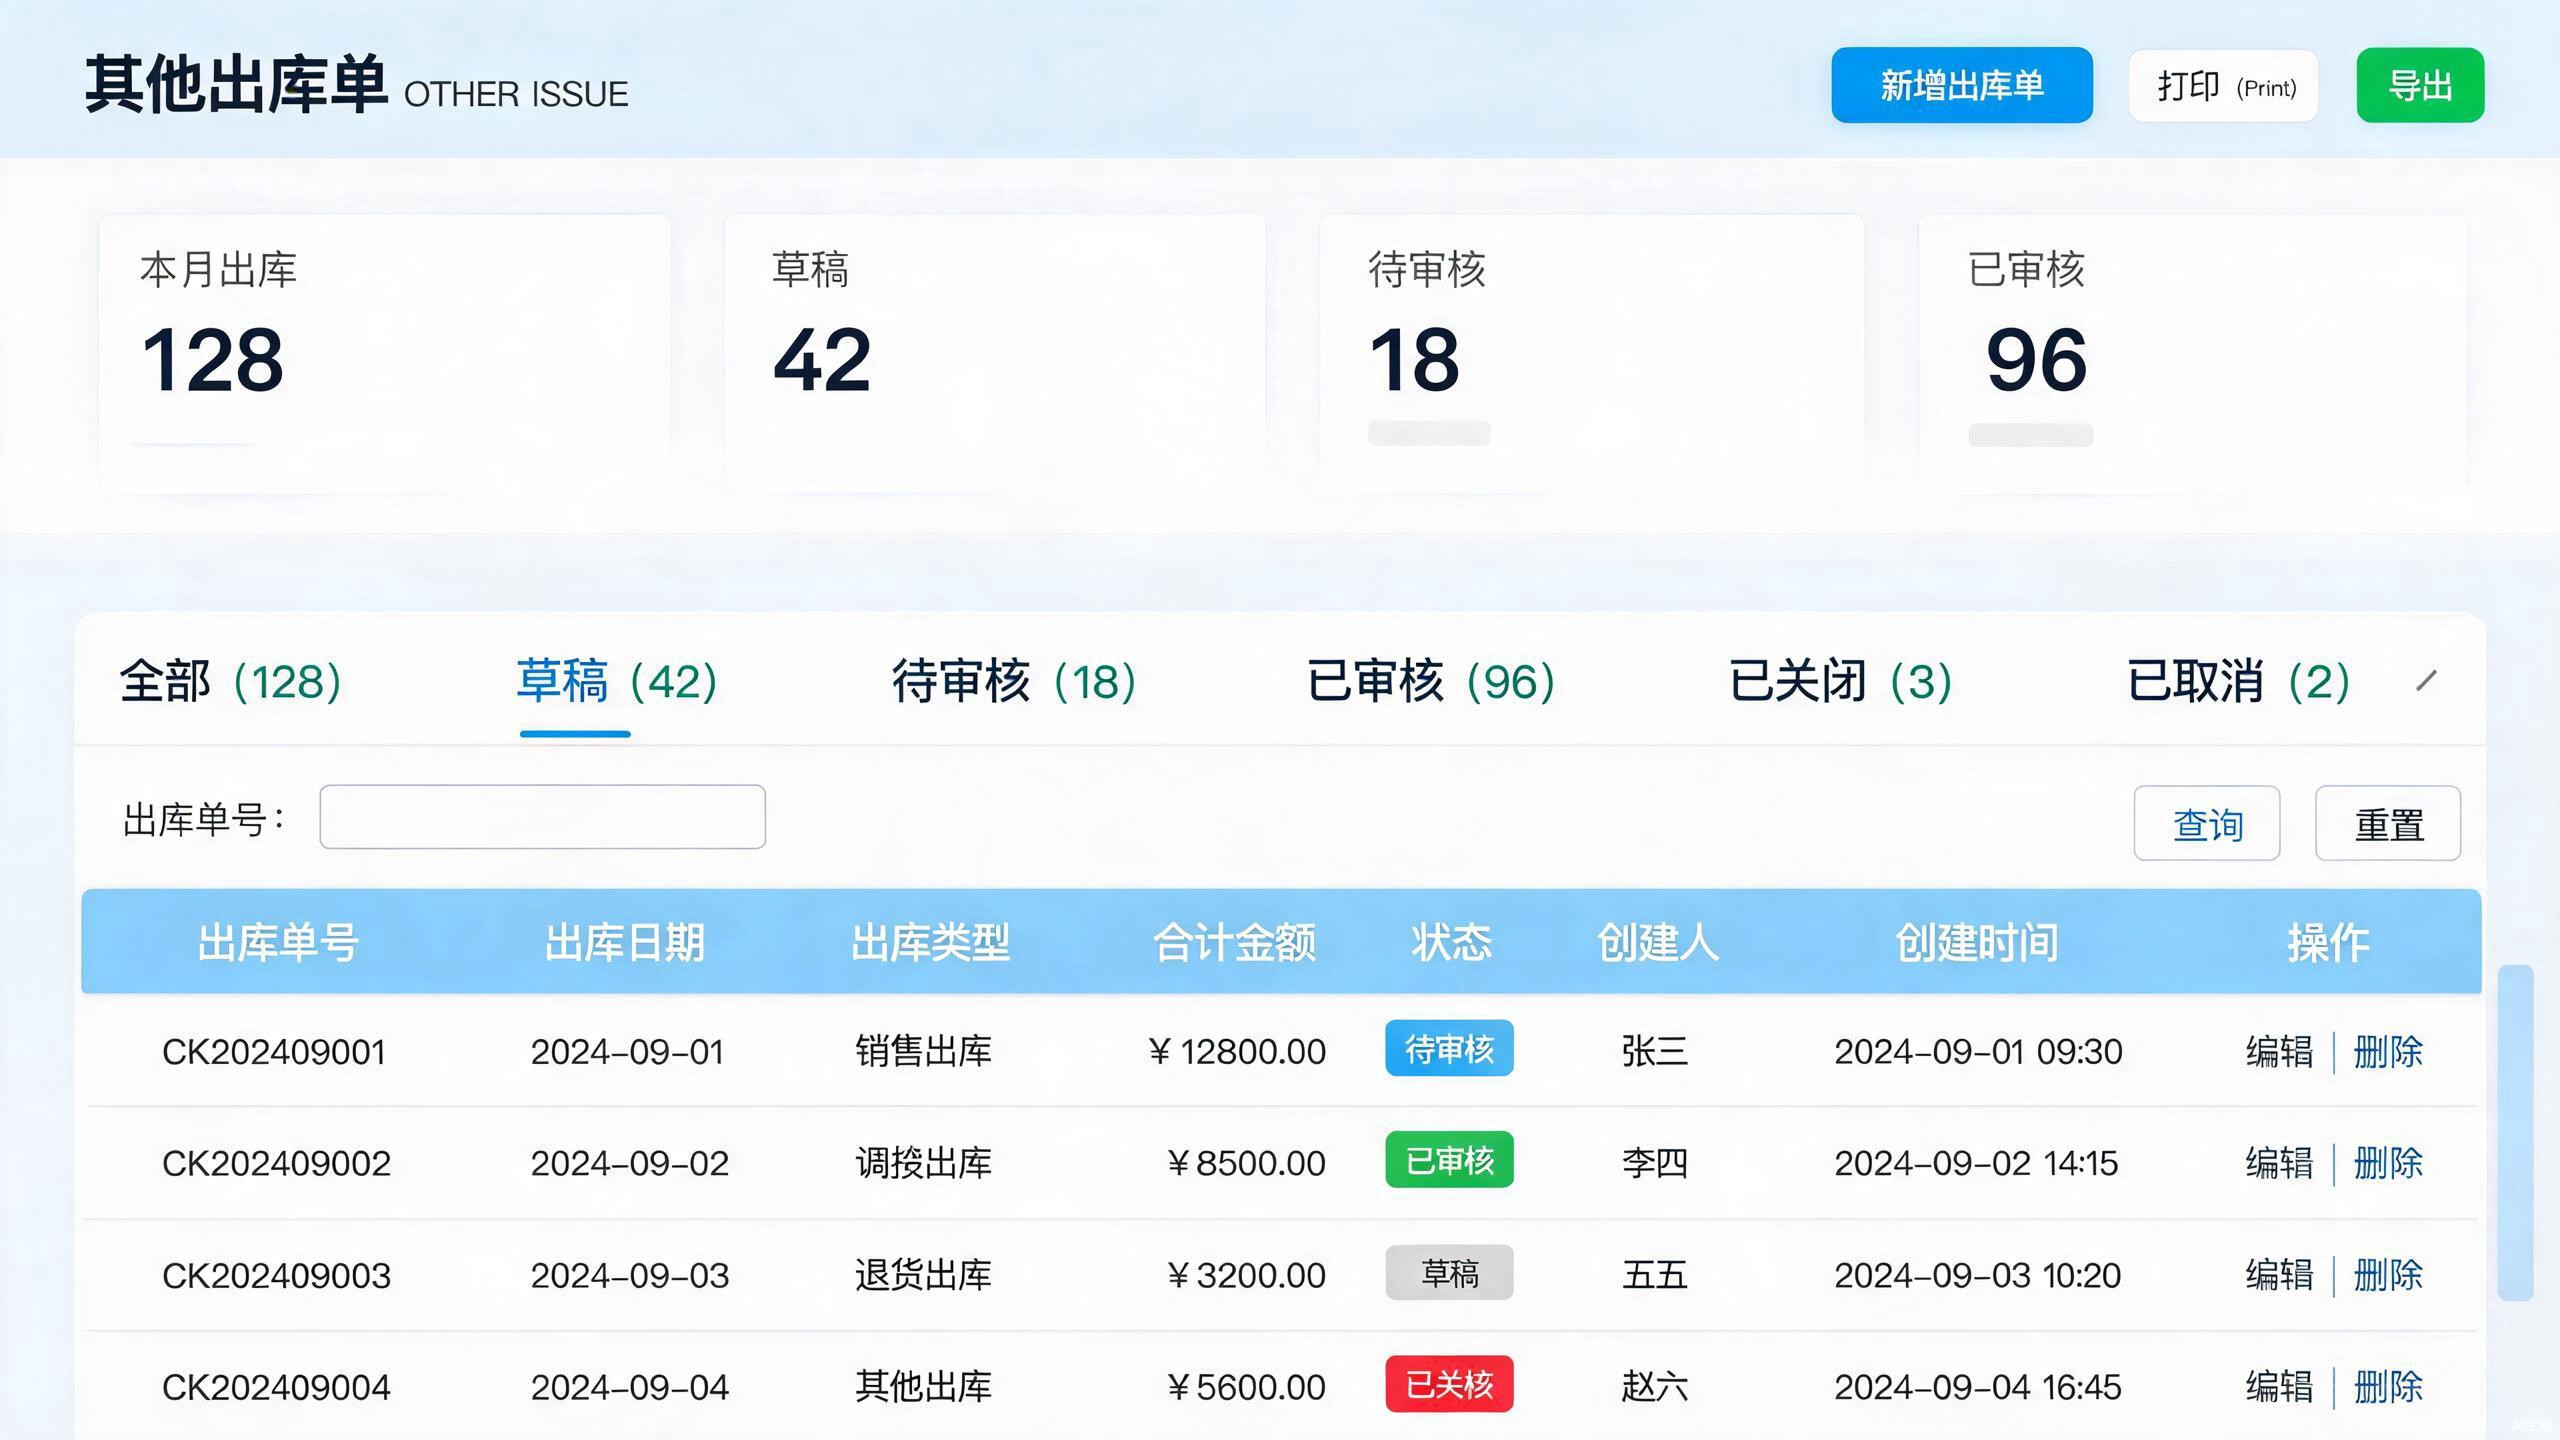 其他出库单 OTHER ISSUE 新增出库单 打印 (Print) 导出
本月出库 草稿 待审核 已审核
128 42 18 96
全部 (128) 草稿 (42) 待审核 (18) 已审核 (96) 已关闭 (3) 已取消 (2)
出库单号: 查询 重置
出库单号 出库日期 出库类型 合计金额 状态 创建人 创建时间 操作
CK202409001 2024-09-01 销售出库 ¥ 12800.00 待审核 张三 2024-09-01 09:30 编辑 | 删除
CK202409002 2024-09-02 出库 ¥8500.00 已审核 李四 2024-09-02 14:15 编辑 | 删除
CK202409003 2024-09-03 退货出库 ¥3200.00 草稿 五五 2024-09-03 10:20 编辑 | 删除
CK202409004 2024-09-04 其他出库 ¥5600.00 已关核 赵六 2024-09-04 16:45 编辑 | 删除